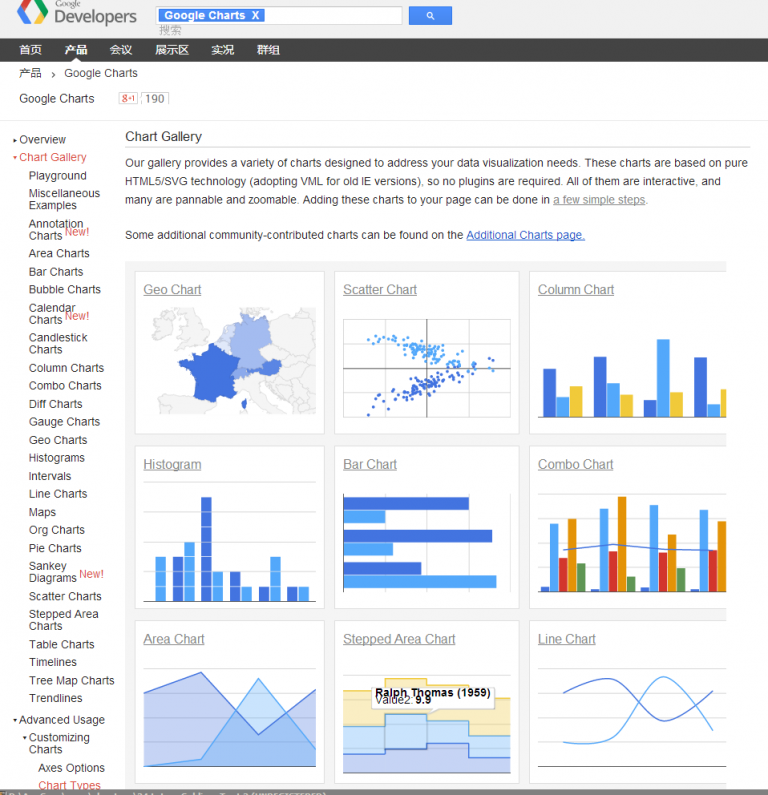 Google
Developers
Google Charts X
搜索
首页 产品 会议 展示区 实况 群组
产品 › Google Charts
Google Charts 8+1 190
Overview
Chart Gallery
Playground
Miscellaneous
Examples
Annotation
Charts New!
Area Charts
Bar Charts
Bubble Charts
Calendar
Charts New!
Candlestick
Charts
Column Charts
Combo Charts
Diff Charts
Gauge Charts
Geo Charts
Histograms
Intervals
Line Charts
Maps
Org Charts
Pie Charts
Sankey
Diagrams New!
Scatter Charts
Stepped Area
Charts
Table Charts
Timelines
Tree Map Charts
Trendlines
Advanced Usage
Customizing
Charts
Axes Options
Chart Types
Chart Gallery
Our gallery provides a variety of charts designed to address your data visualization needs. These charts are based on pure
HTML5/SVG technology (adopting VML for old IE versions), so no plugins are required. All of them are interactive, and
many are pannable and zoomable. Adding these charts to your page can be done in a few simple steps.
Some additional community-contributed charts can be found on the Additional Charts page.
Geo Chart
Scatter Chart
Column Chart
Histogram
Bar Chart
Combo Chart
Area Chart
Stepped Area Chart
Ralph Thomas (1959)
Value2: 9.9
Line Chart